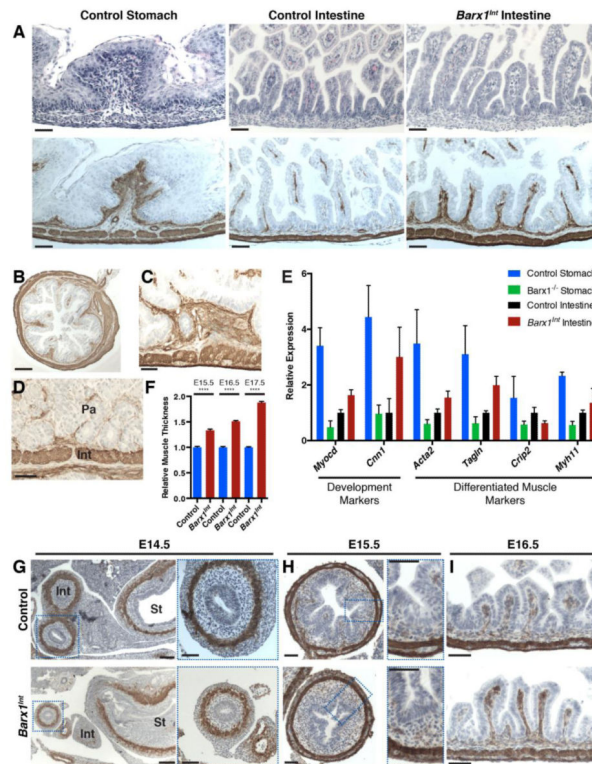 Control Stomach
Control Intestine
Barx1Int Intestine
A
B
C
D
Pa
Int
E
Relative Expression
6
4
2
0
Control Stomach
Barx1-/- Stomach
Control Intestine
Barx1Int Intestine
Myocd
Cnn1
Acta2
Tagln
Crip2
Myh11
Development Markers
Differentiated Muscle Markers
F
E15.5
E16.5
E17.5
****
****
****
Relative Muscle Thickness
2.0
1.5
1.0
0.5
0.0
Control
Barx1Int
Control
Barx1Int
Control
Barx1Int
E14.5
E15.5
E16.5
G
H
I
Control
Int
St
Barx1Int
Int
St